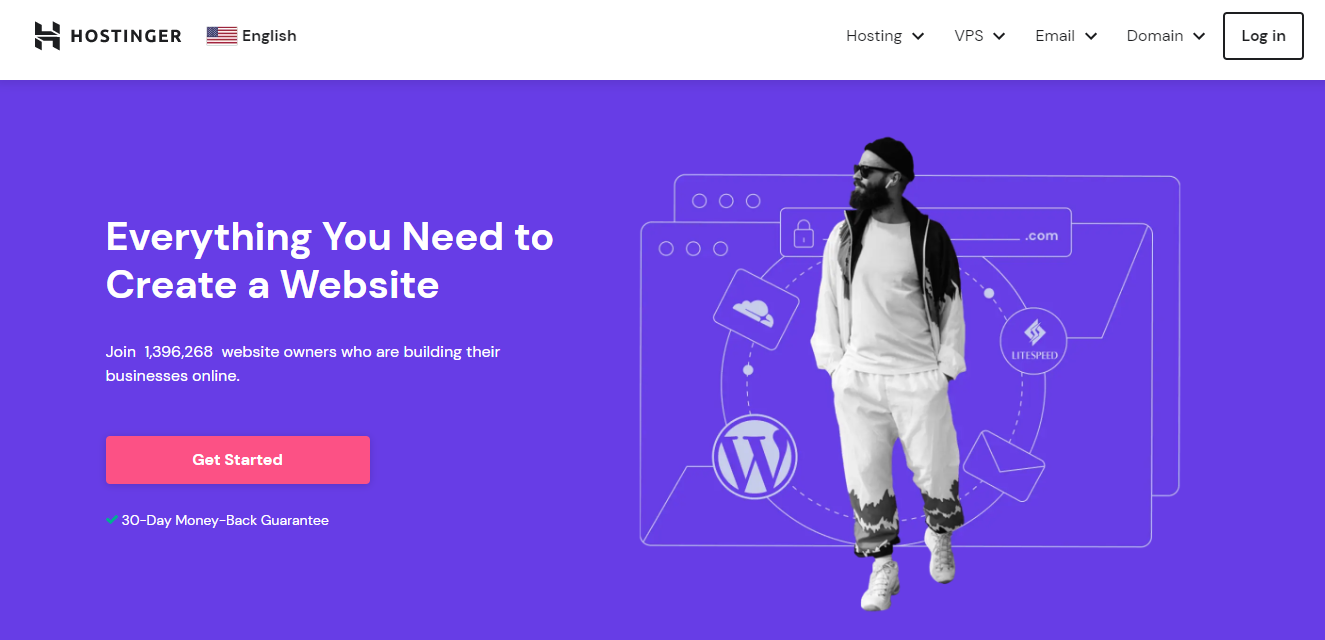 HOSTINGER
English
Hosting
VPS
Email
Domain
Log in
Everything You Need to
Create a Website
Join 1,396,268 website owners who are building their
businesses online.
Get Started
30-Day Money-Back Guarantee
.com
LITESPEED
W